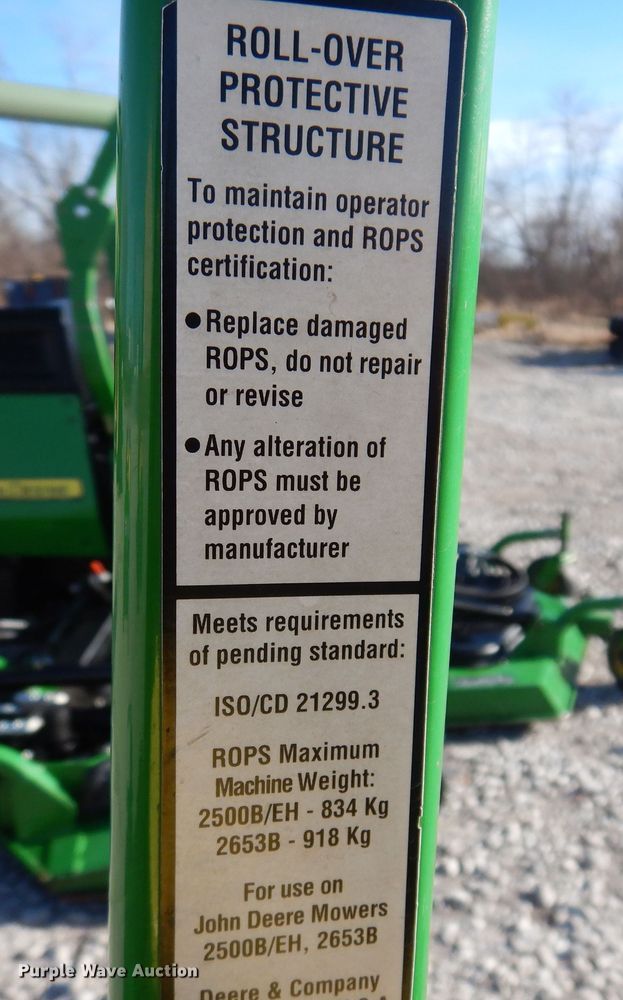 ROLL-OVER
PROTECTIVE
STRUCTURE
To maintain operator
protection and ROPS
certification:
● Replace damaged
ROPS, do not repair
or revise
● Any alteration of
ROPS must be
approved by
manufacturer
Meets requirements
of pending standard:
ISO/CD 21299.3
ROPS Maximum
Machine Weight:
2500B/EH - 834 Kg
2653B - 918 Kg
For use on
John Deere Mowers
2500B/EH, 2653B
Deere & Company
Purple Wave Auction